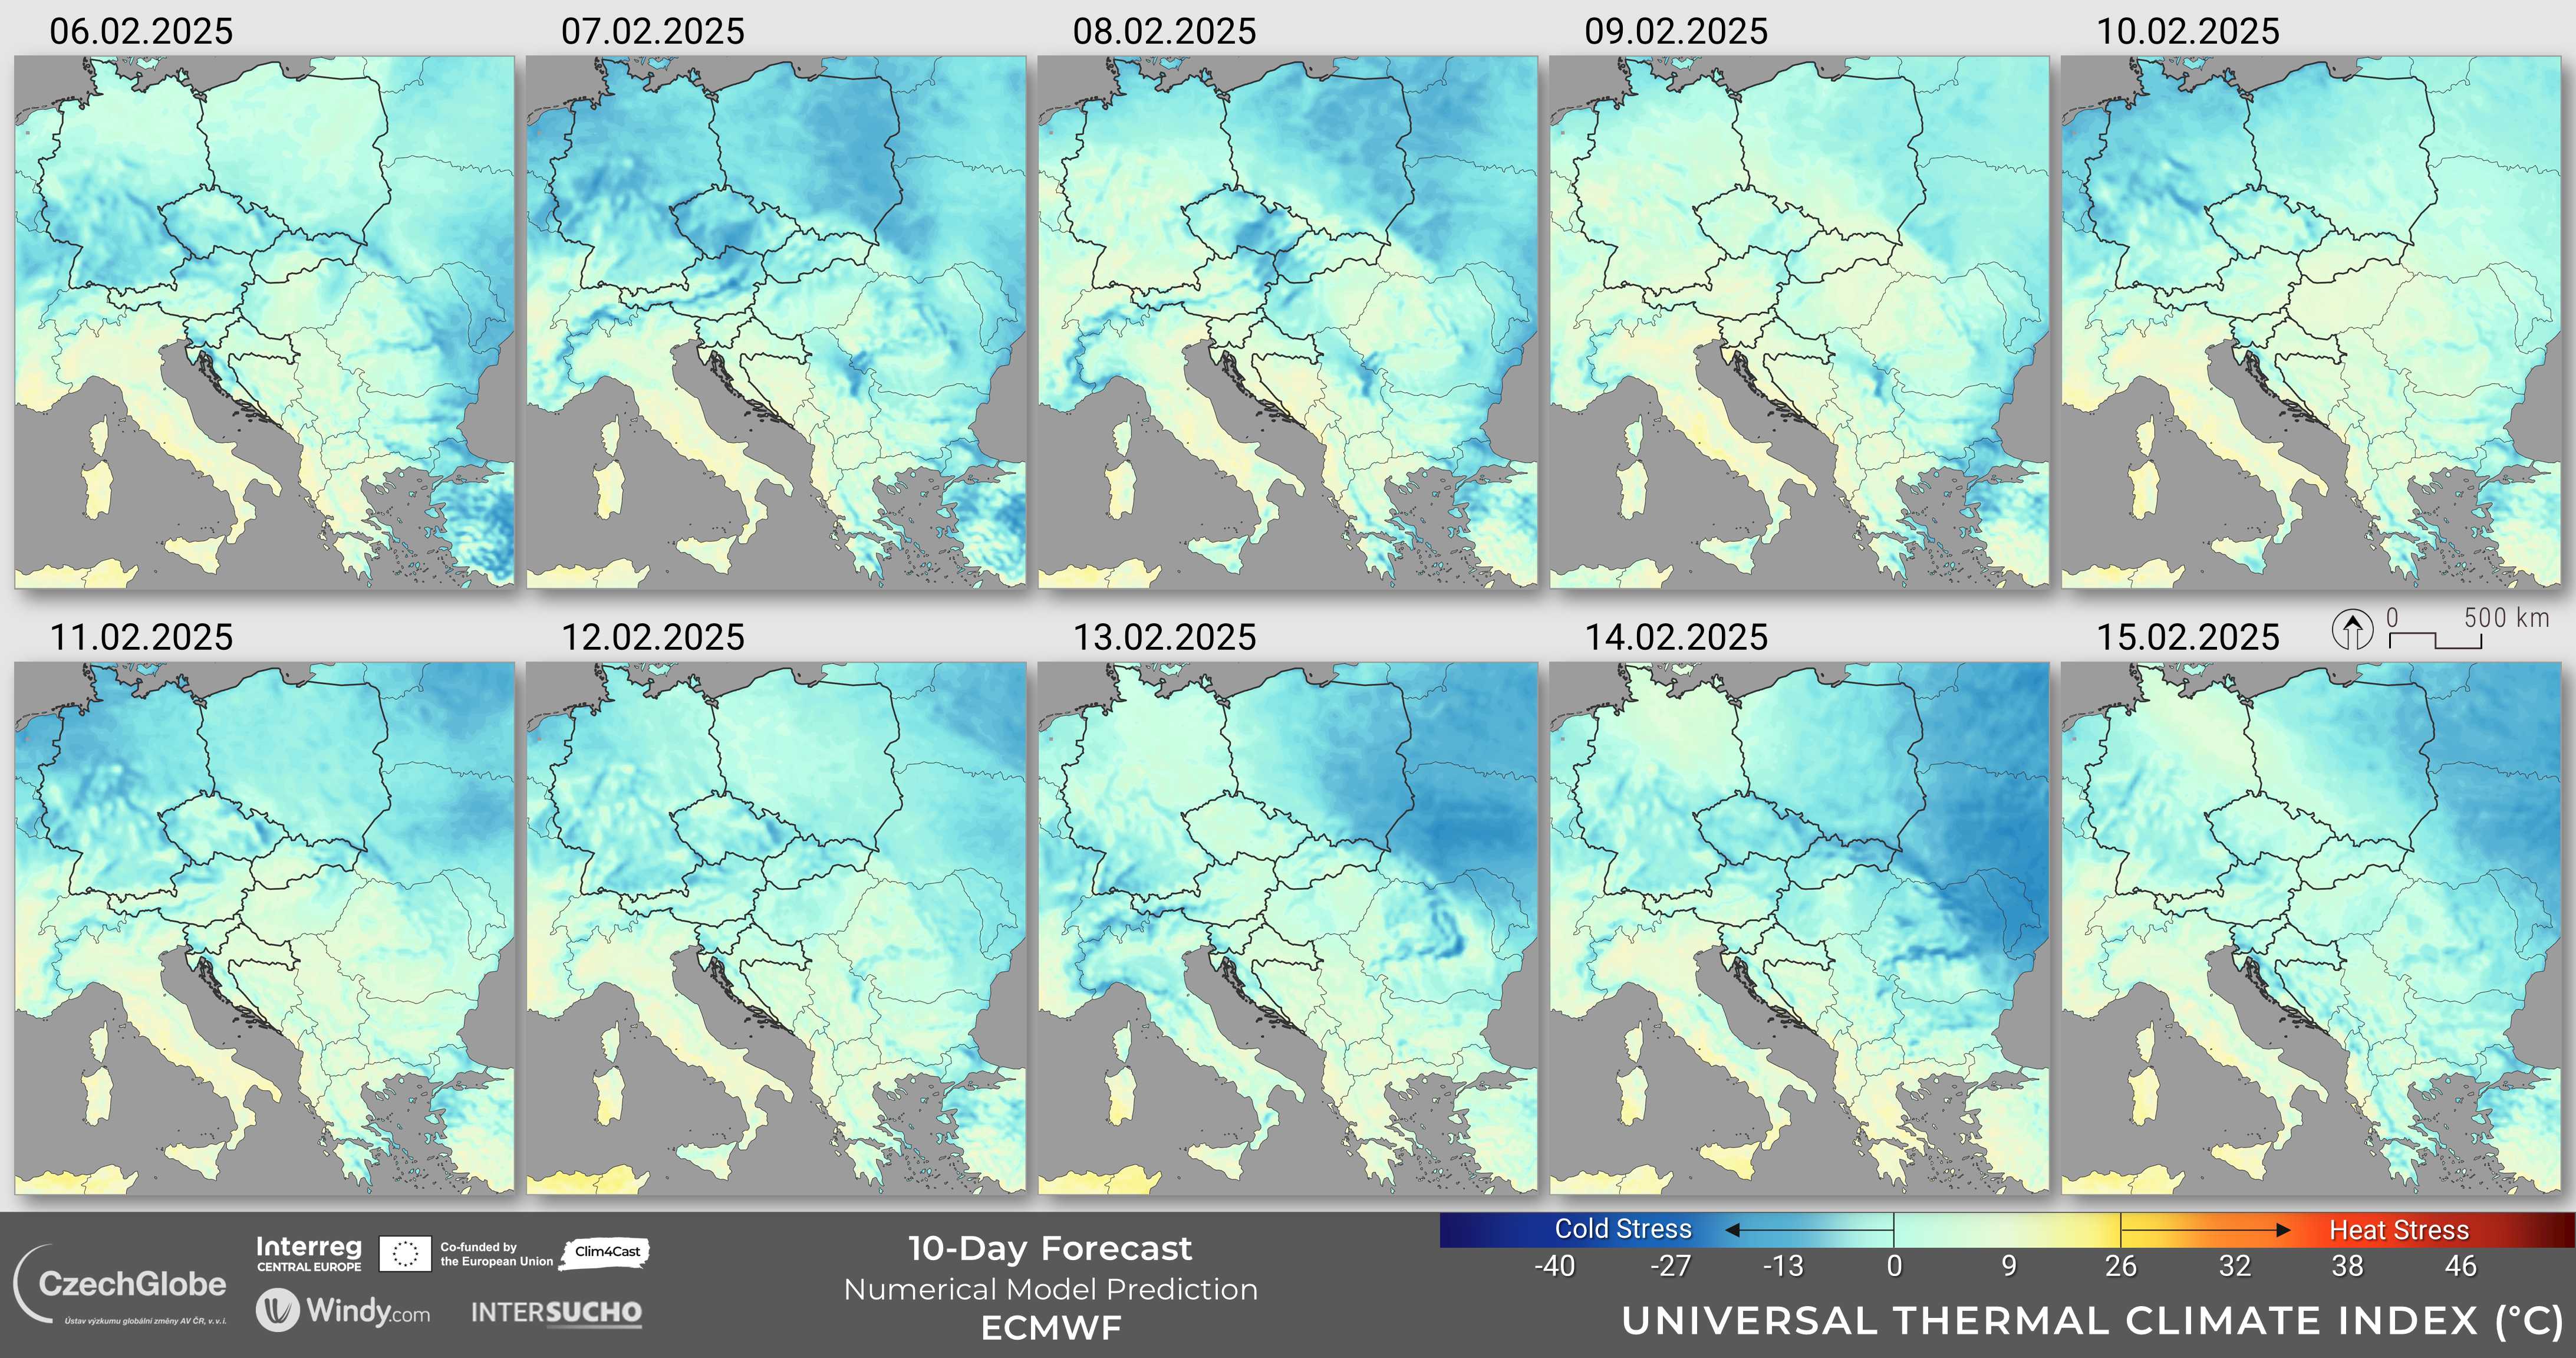 06.02.2025
07.02.2025
08.02.2025
09.02.2025
10.02.2025
0 500 km
11.02.2025
12.02.2025
13.02.2025
14.02.2025
15.02.2025
CzechGlobe
Ústav výzkumu globální změny AV ČR, v. v. i.
Interreg
CENTRAL EUROPE
Co-funded by
the European Union
Clim4Cast
Windy.com
INTERSUCHO
10-Day Forecast
Numerical Model Prediction
ECMWF
Cold Stress
Heat Stress
-40 -27 -13 0 9 26 32 38 46
UNIVERSAL THERMAL CLIMATE INDEX (°C)